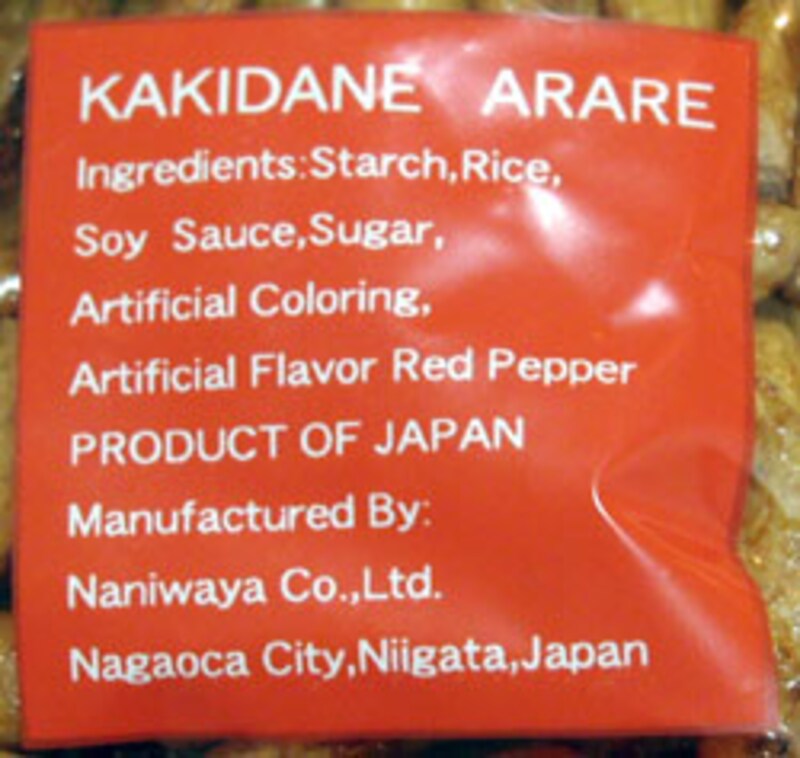 KAKIDANE ARARE
Ingredients:Starch,Rice,
Soy Sauce,Sugar,
Artificial Coloring,
Artificial Flavor Red Pepper
PRODUCT OF JAPAN
Manufactured By:
Naniwaya Co.,Ltd.
Nagaoca City,Niigata,Japan